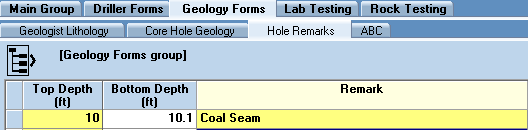 Main Group Driller Forms Geology Forms Lab Testing Rock Testing
Geologist Lithology Core Hole Geology Hole Remarks ABC
[Geology Forms group]
Top Depth Bottom Depth Remark
(ft) (ft)
10 10.1 Coal Seam